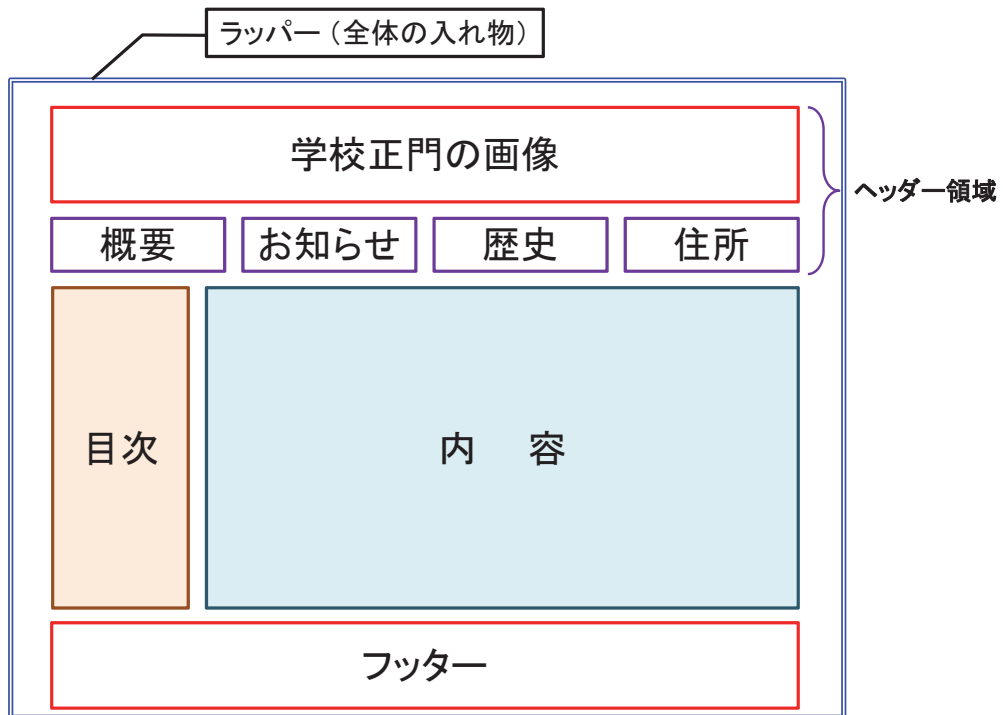 ラッパー（全体の入れ物）
学校正門の画像
ヘッダー領域
概要
お知らせ
歴史
住所
目次
内 容
フッター